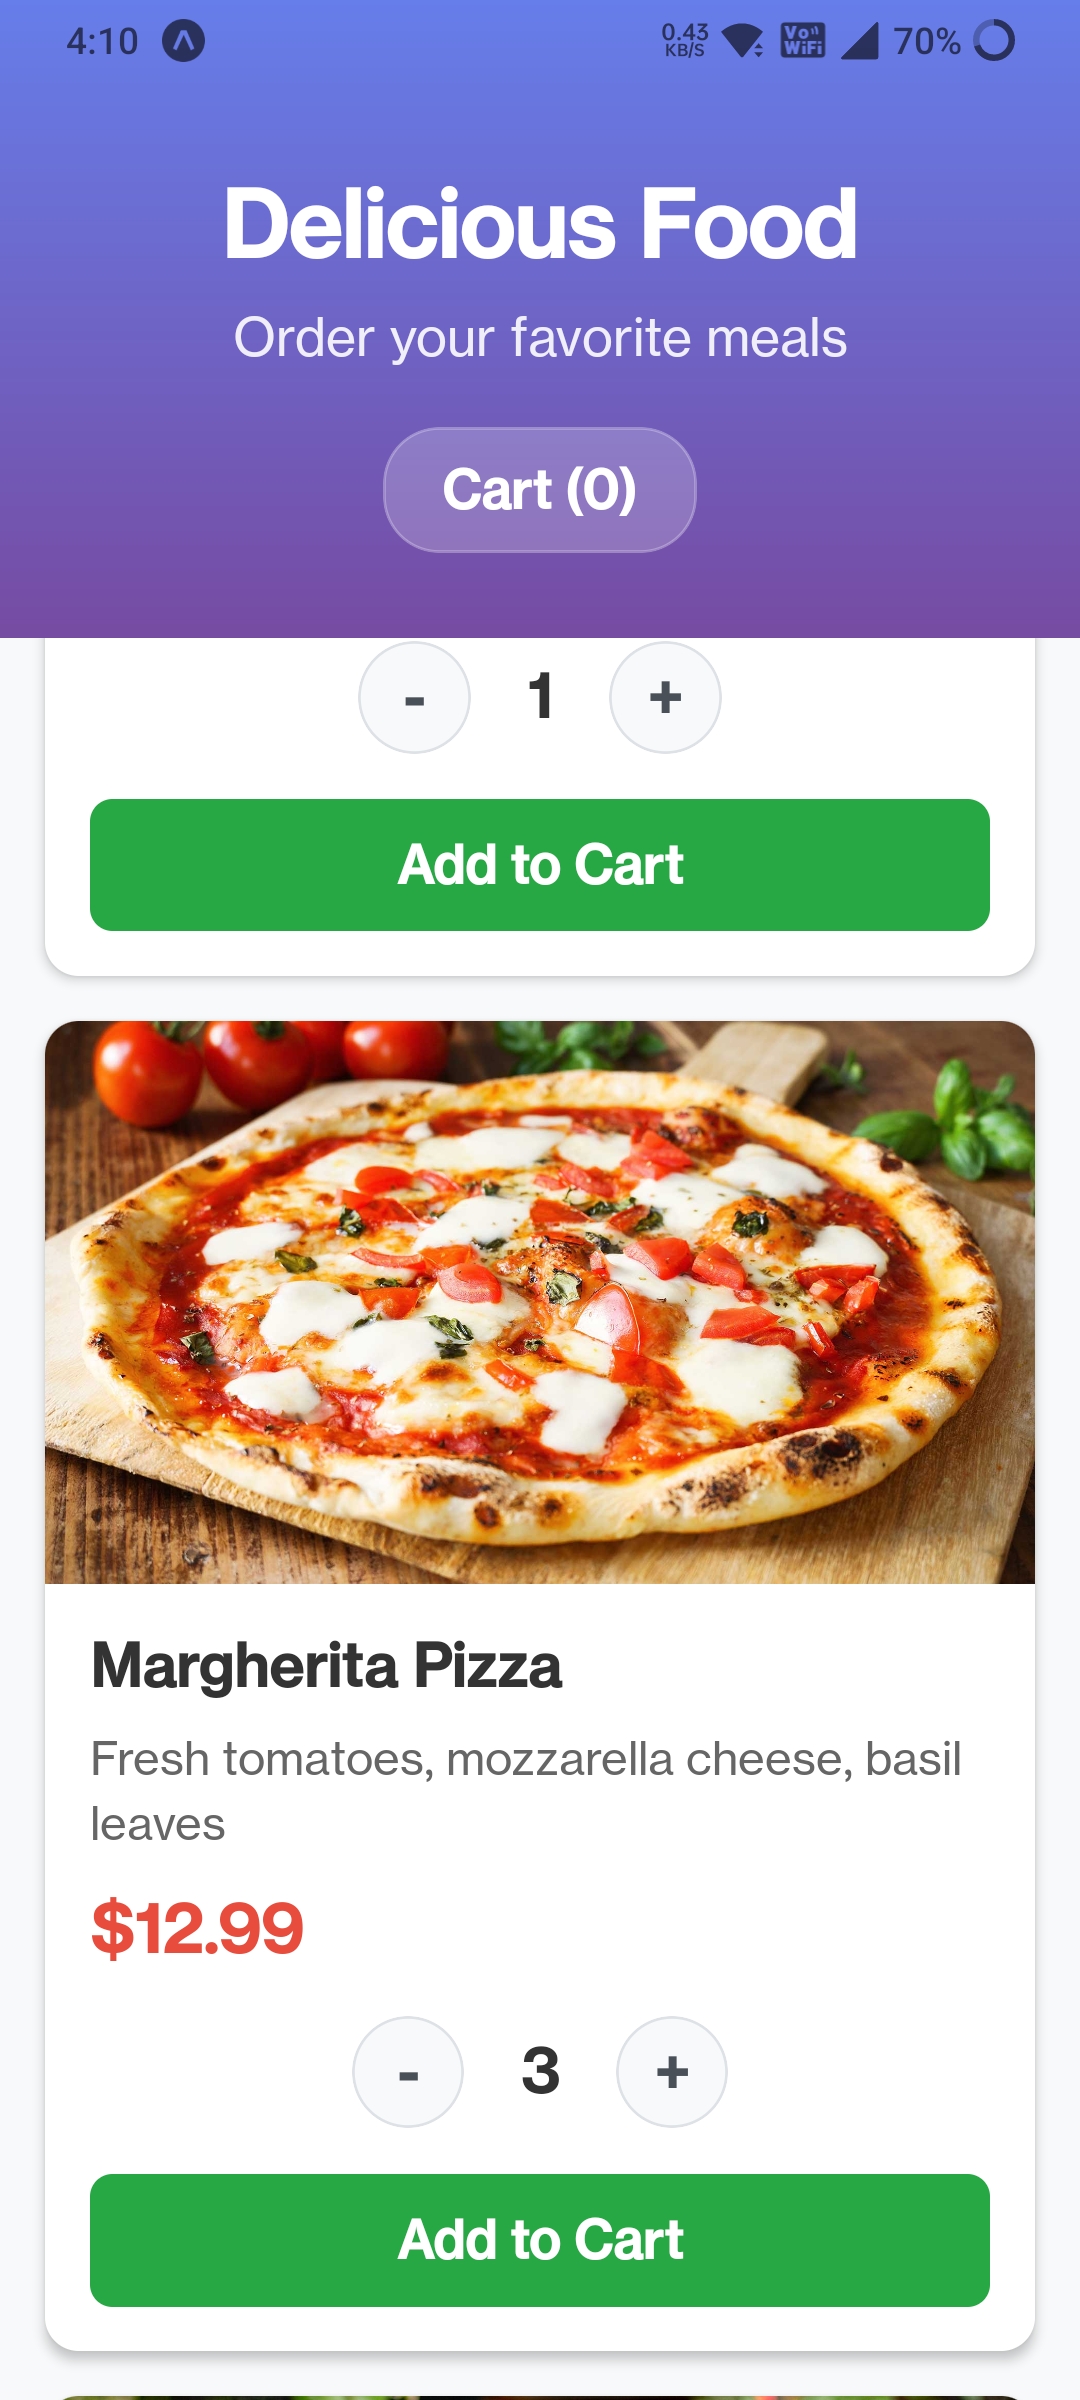 4:10
0.43
KB/S
Vo
WiFi
70%
Delicious Food
Order your favorite meals
Cart (0)
- 1 +
Add to Cart
Margherita Pizza
Fresh tomatoes, mozzarella cheese, basil
leaves
$12.99
- 3 +
Add to Cart